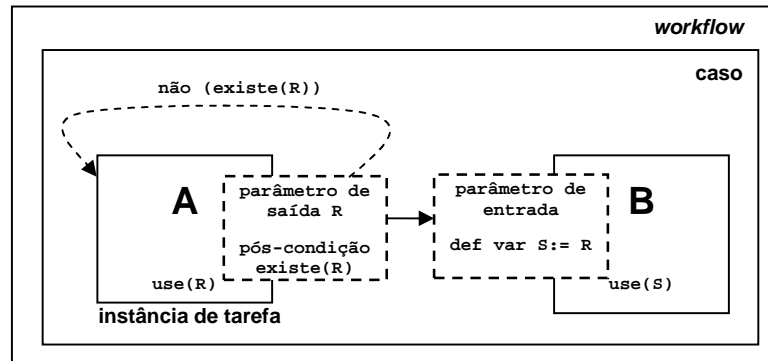 workflow
caso
não (existe(R))
A
parâmetro de
saída R
pós-condição
existe(R)
use(R)
instância de tarefa
parâmetro de
entrada
def var S:= R
B
use(S)